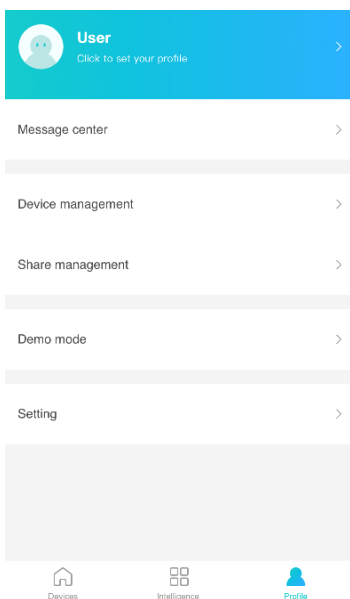 User
Click to set your profile
Message center
Device management
Share management
Demo mode
Setting
Devices
Intelligence
Profile